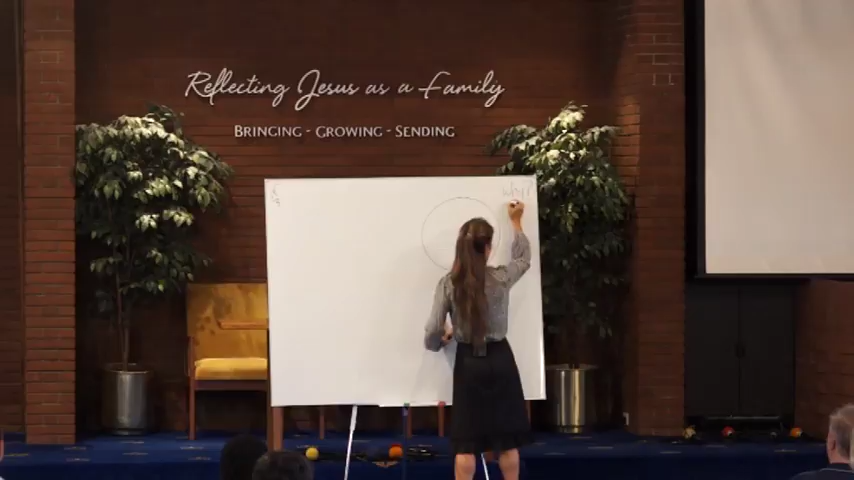 Reflecting Jesus as a Family
BRINGING - GROWING - SENDING